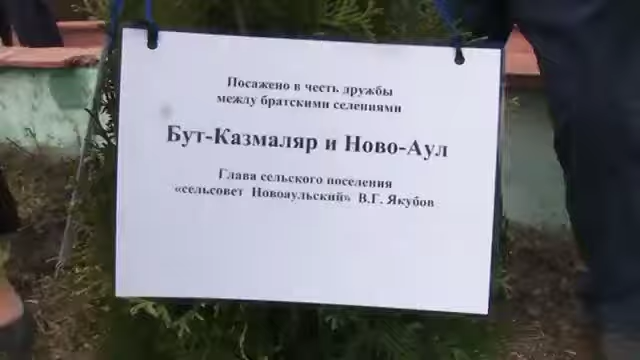 Посажено в честь дружбы
между братскими селениями
Бут-Казмаляр и Ново-Аул
Глава сельского поселения
«сельсовет Новоаульский» В.Г. Якубов